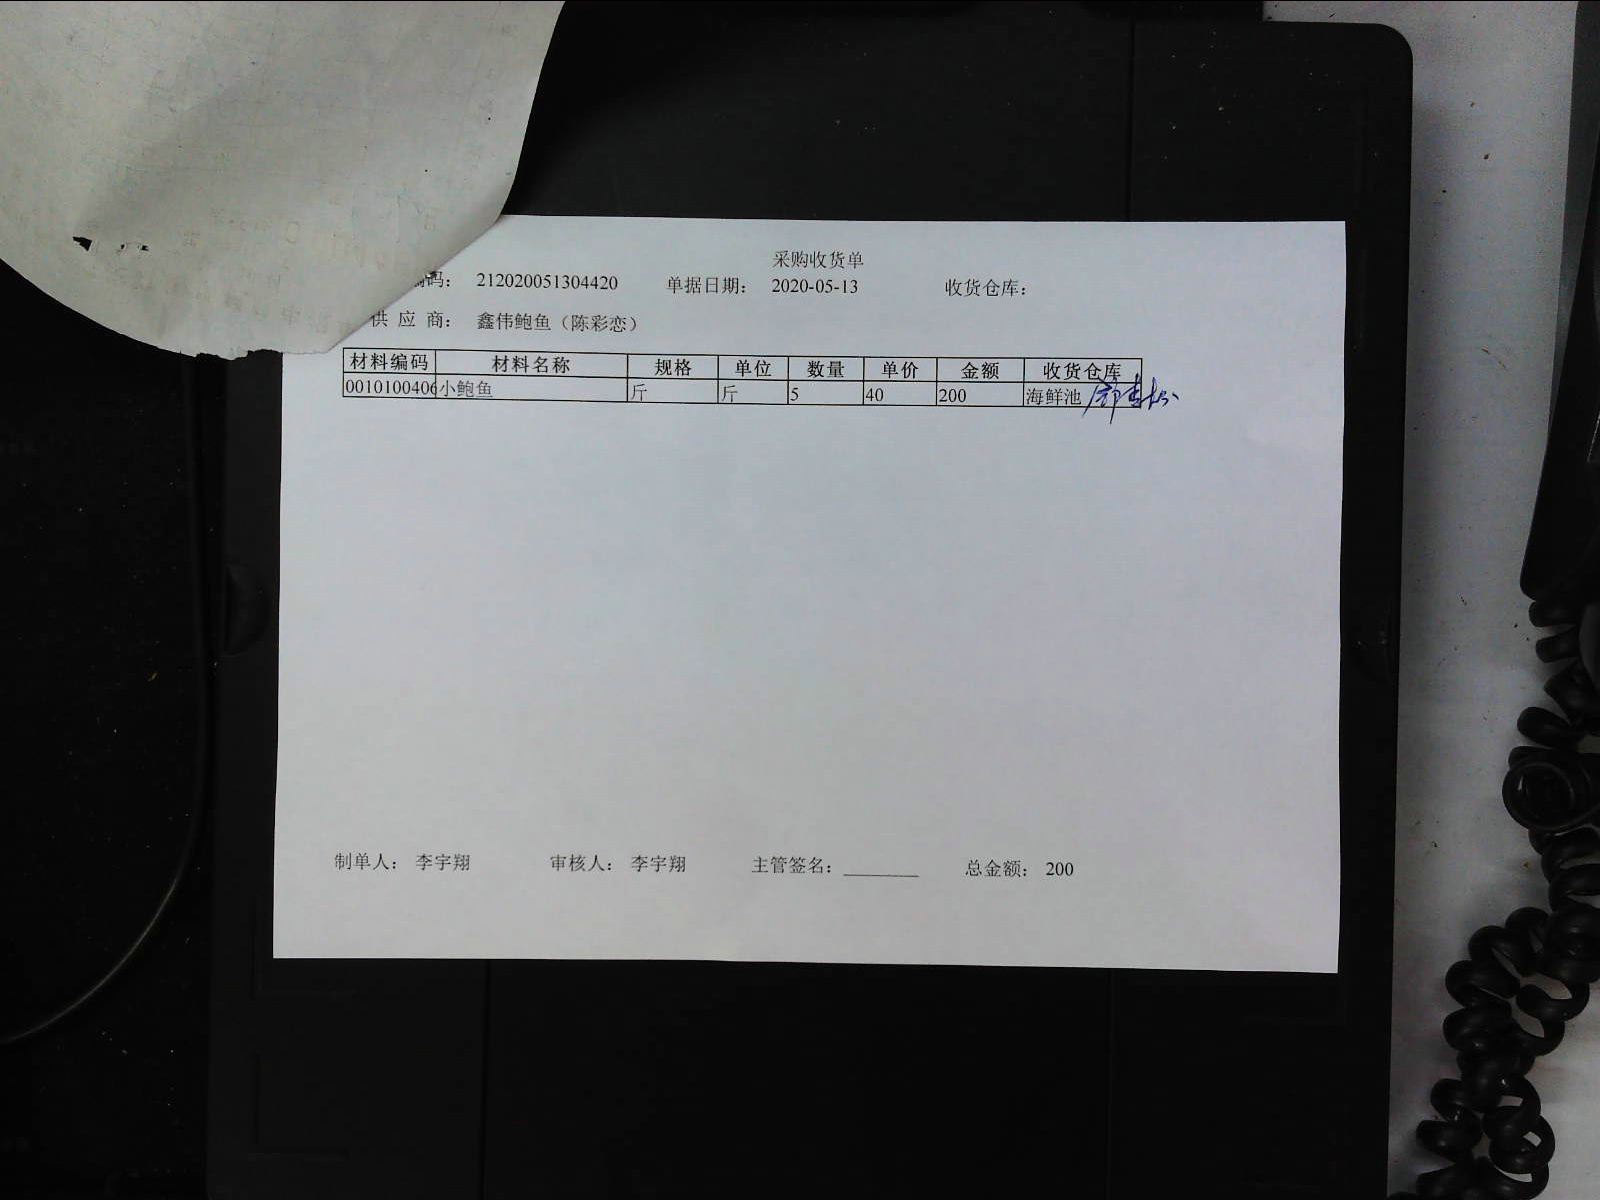 采购收货单
编码： 212020051304420 单据日期： 2020-05-13 收货仓库：
供 应 商： 鑫伟鲍鱼（陈彩恋）
材料编码 材料名称 规格 单位 数量 单价 金额 收货仓库
0010100406 小鲍鱼 斤 斤 5 40 200 海鲜池
制单人： 李宇翔 审核人： 李宇翔 主管签名： 总金额： 200